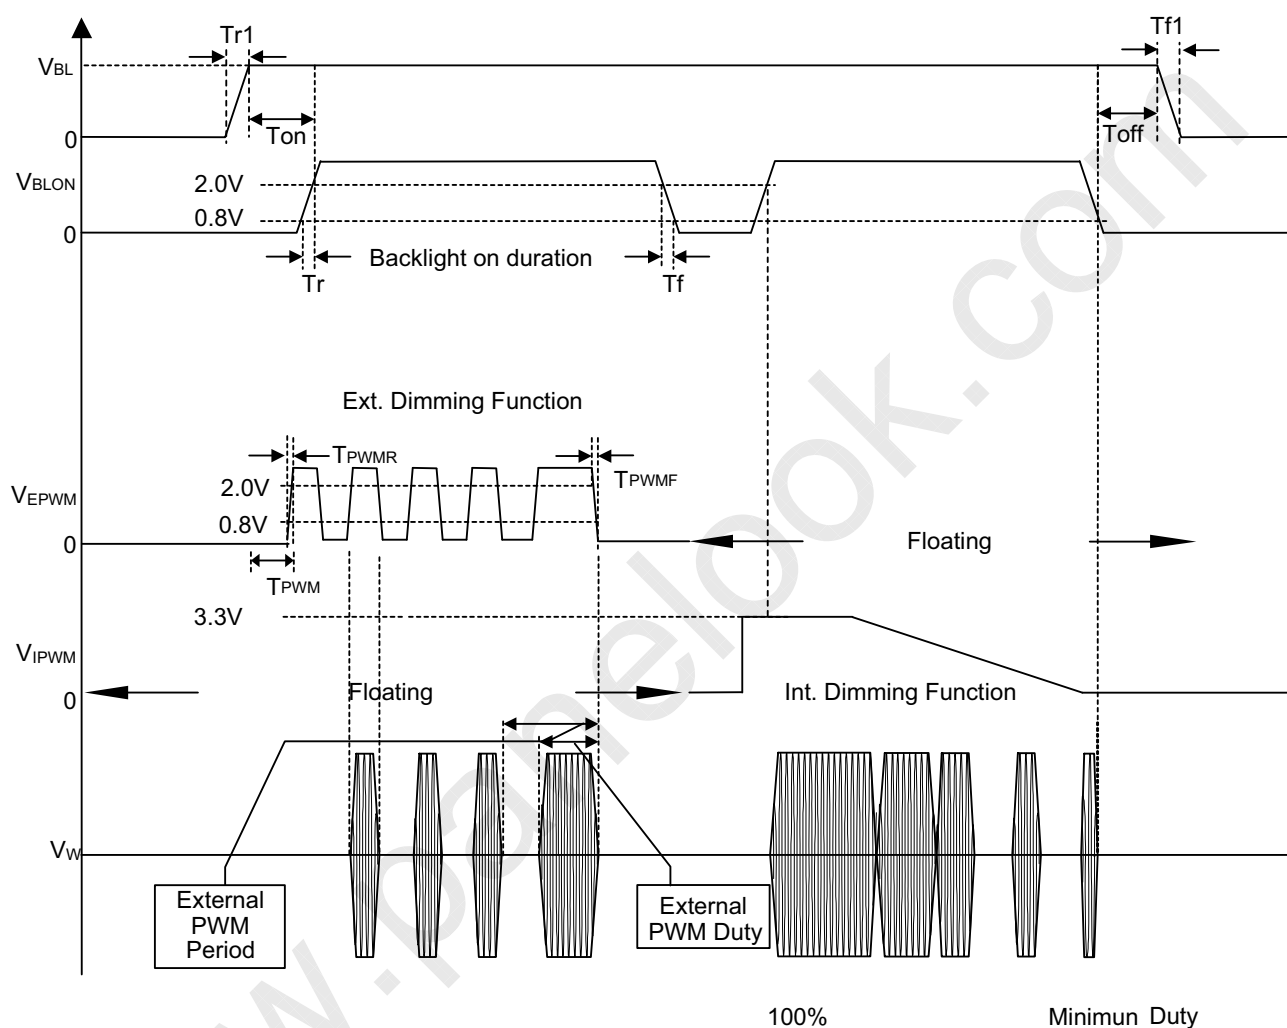 Tr1
Tf1
VBL
0
Ton
Toff
VBLON
2.0V
0.8V
0
Backlight on duration
Tr
Tf
Ext. Dimming Function
TPWMR
TPWMF
VEPWM
2.0V
0.8V
0
Floating
TPWM
3.3V
VIPWM
0
Floating
Int. Dimming Function
VW
External
PWM
Period
External
PWM Duty
100%
Minimun Duty
www.panelook.com